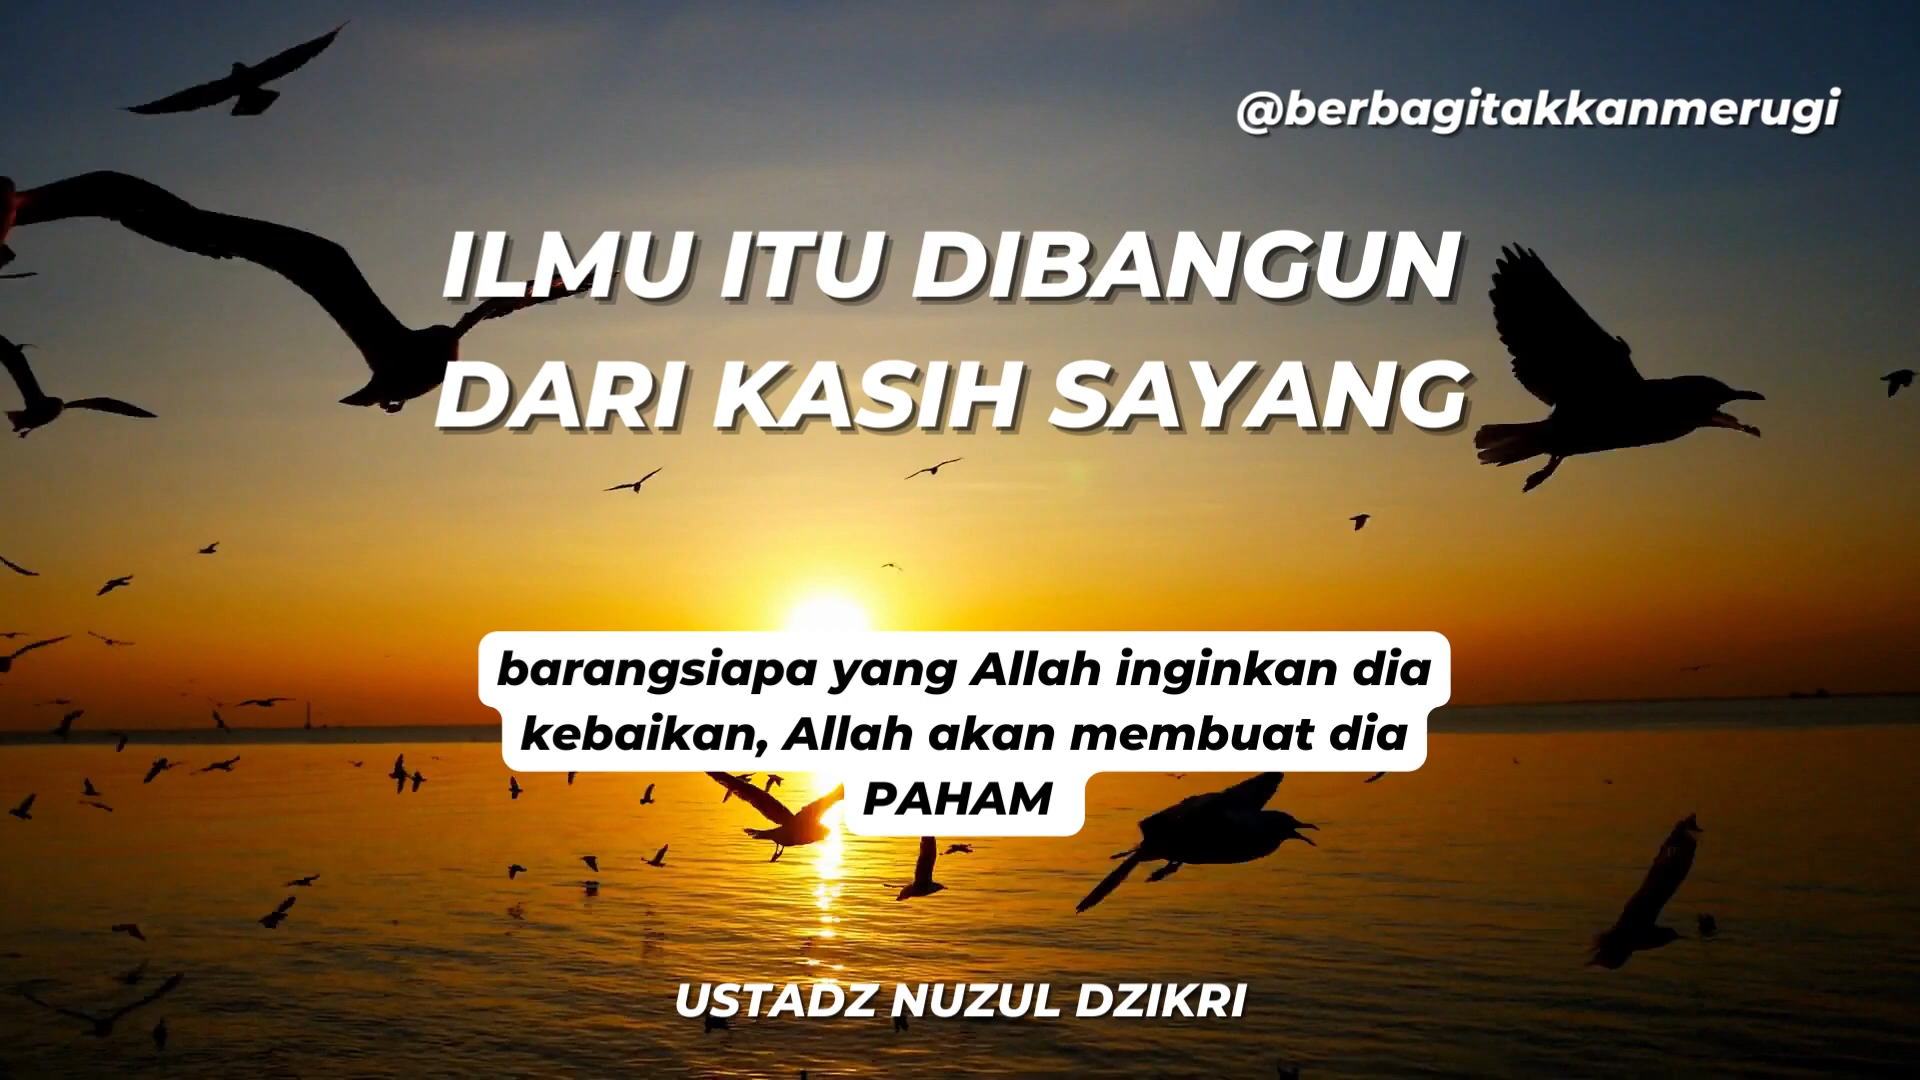 @berbagitakkanmerugi
ILMU ITU DIBANGUN
DARI KASIH SAYANG
barangsiapa yang Allah inginkan dia
kebaikan, Allah akan membuat dia
PAHAM
USTADZ NUZUL DZIKRI